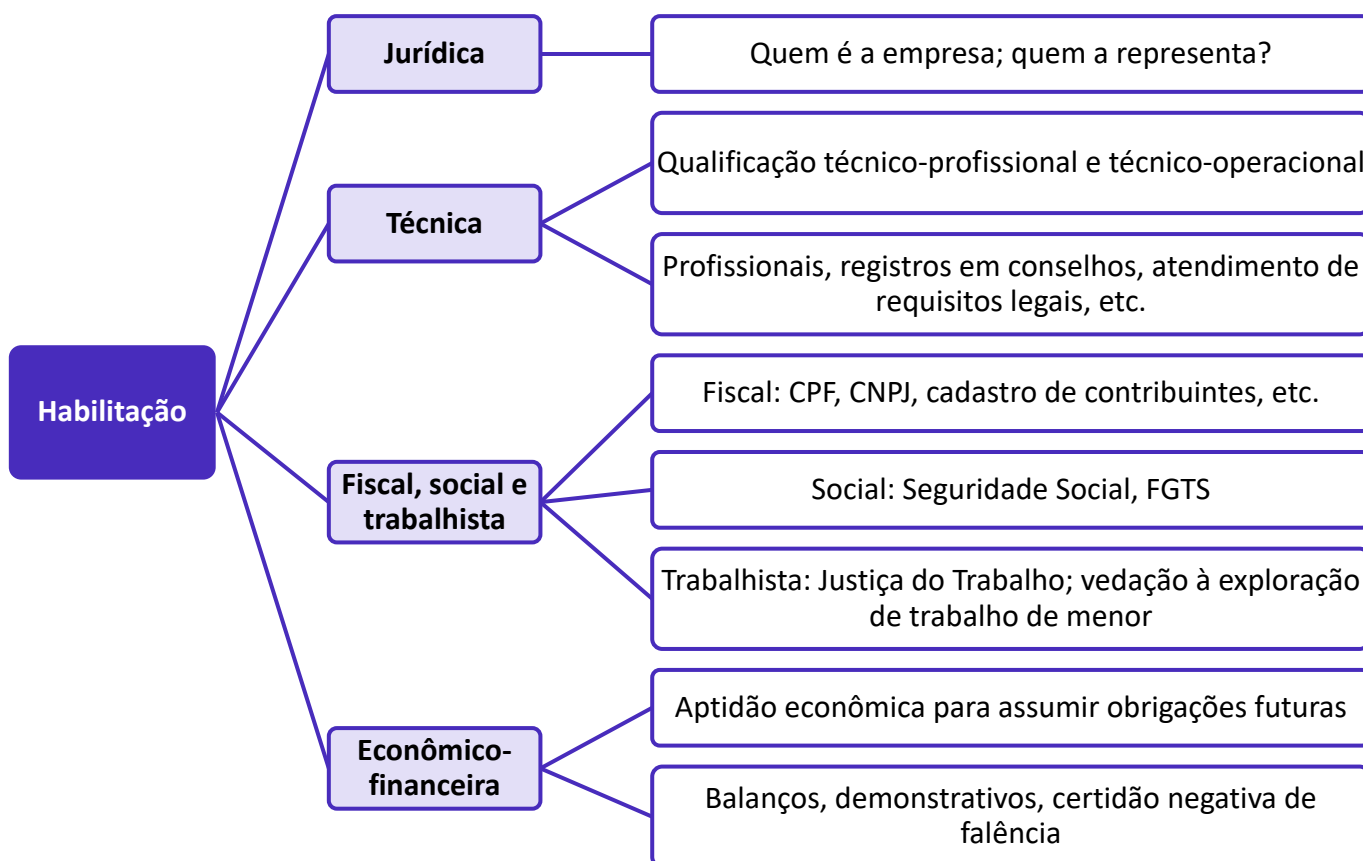 Habilitação
Jurídica
Quem é a empresa; quem a representa?
Técnica
Qualificação técnico-profissional e técnico-operacional
Profissionais, registros em conselhos, atendimento de
requisitos legais, etc.
Fiscal, social e
trabalhista
Fiscal: CPF, CNPJ, cadastro de contribuintes, etc.
Social: Seguridade Social, FGTS
Trabalhista: Justiça do Trabalho; vedação à exploração
de trabalho de menor
Econômico-
financeira
Aptidão econômica para assumir obrigações futuras
Balanços, demonstrativos, certidão negativa de
falência